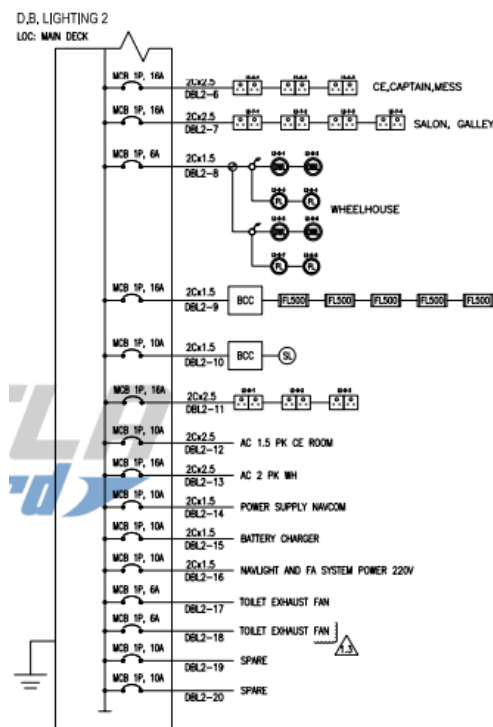 D.B. LIGHTING 2
LOC: MAIN DECK
MCB 1P, 16A 2Cx2.5 DBL2-6 CE,CAPTAIN,MESS
MCB 1P, 16A 2Cx2.5 DBL2-7 SALON, GALLEY
MCB 1P, 6A 2Cx1.5 DBL2-8
PL PL
WHEELHOUSE
PL PL
MCB 1P, 16A 2Cx1.5 DBL2-9 BCC FL500 FL500 FL500 FL500 FL500
MCB 1P, 10A 2Cx1.5 DBL2-10 BCC SL
MCB 1P, 16A 2Cx2.5 DBL2-11
MCB 1P, 10A 2Cx2.5 DBL2-12 AC 1.5 PK CE ROOM
MCB 1P, 16A 2Cx2.5 DBL2-13 AC 2 PK WH
MCB 1P, 10A 2Cx1.5 DBL2-14 POWER SUPPLY NAVCOM
MCB 1P, 10A 2Cx1.5 DBL2-15 BATTERY CHARGER
MCB 1P, 10A 2Cx1.5 DBL2-16 NAVLIGHT AND FA SYSTEM POWER 220V
MCB 1P, 6A DBL2-17 TOILET EXHAUST FAN
MCB 1P, 6A DBL2-18 TOILET EXHAUST FAN 1.3
MCB 1P, 10A DBL2-19 SPARE
MCB 1P, 10A DBL2-20 SPARE